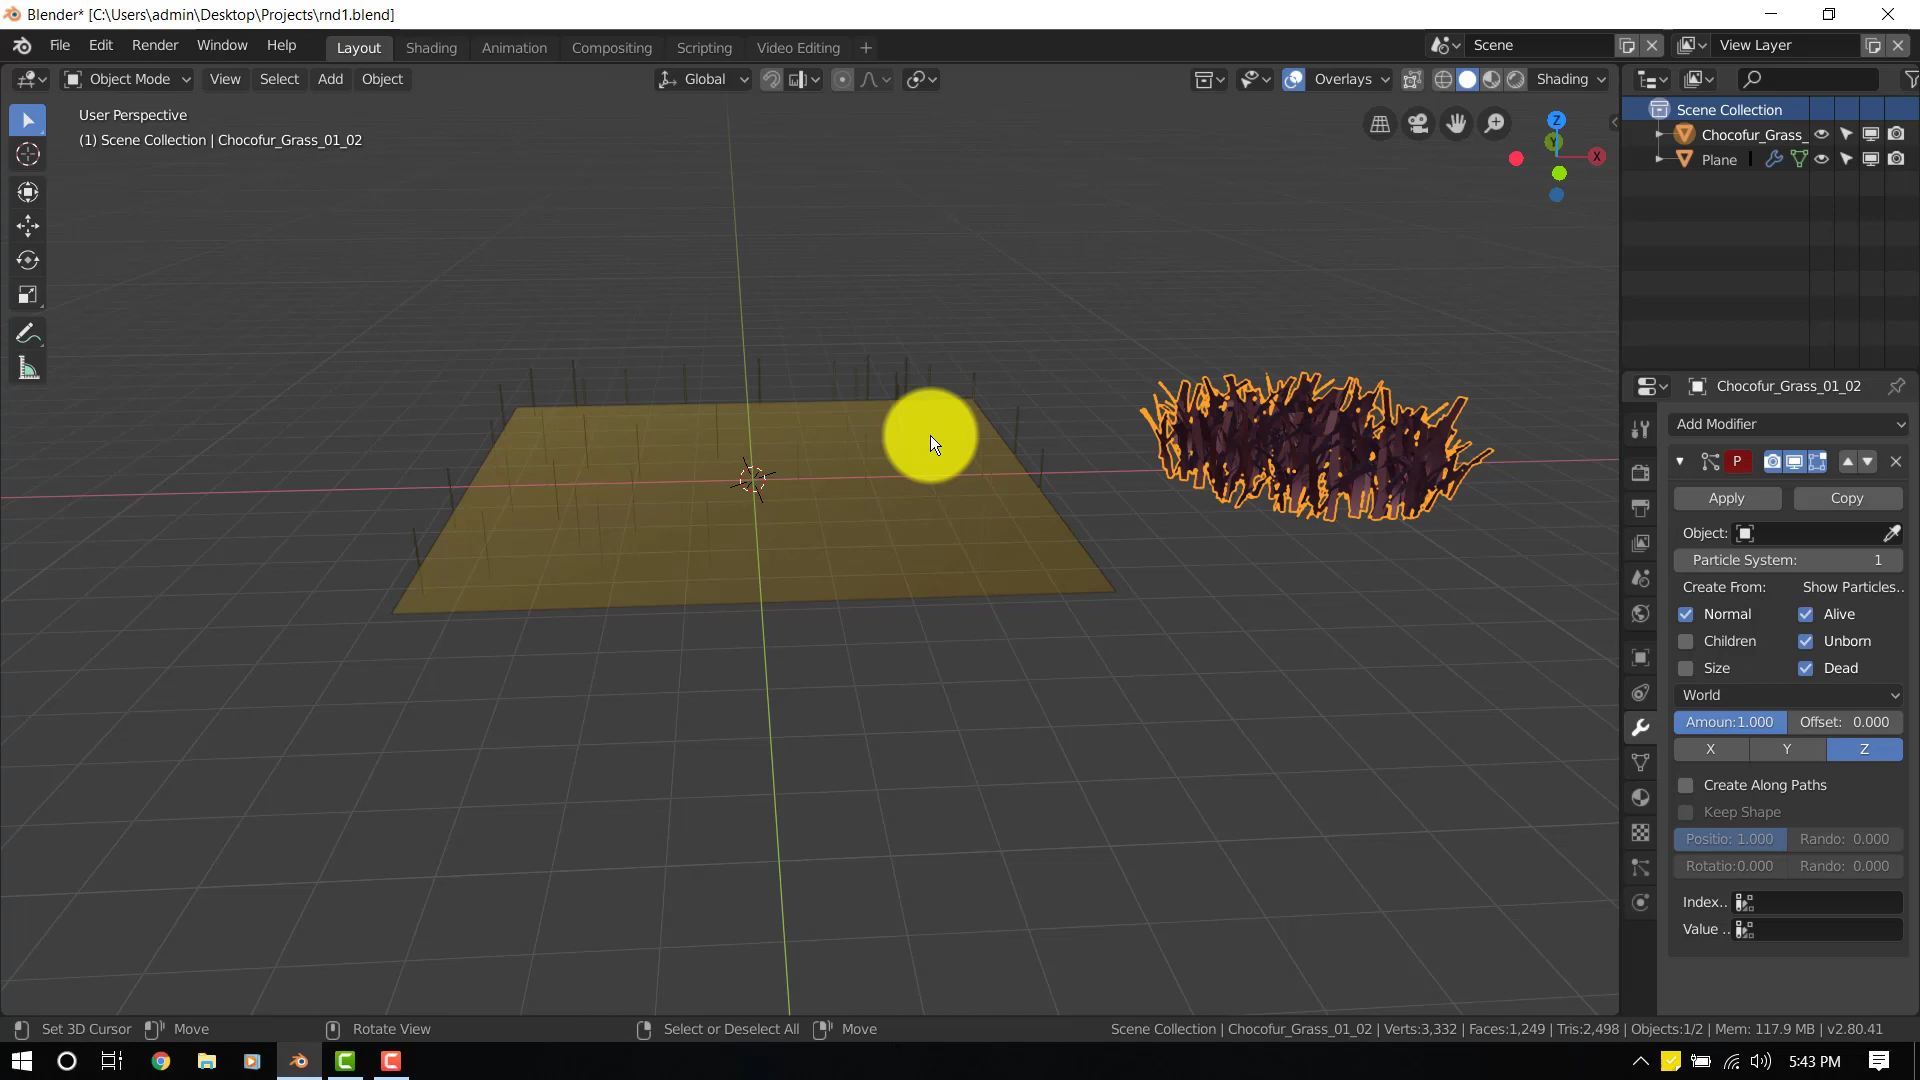 Blender* [C:\Users\admin\Desktop\Projects\rnd1.blend]
File Edit Render Window Help Layout Shading Animation Compositing Scripting Video Editing + Scene View Layer
Object Mode View Select Add Object Global Overlays Shading
User Perspective
(1) Scene Collection | Chocofur_Grass_01_02
Z
Y
X
Scene Collection
Chocofur_Grass_
Plane
Chocofur_Grass_01_02
Add Modifier
P
Apply Copy
Object:
Particle System: 1
Create From: Show Particles..
Normal Alive
Children Unborn
Size Dead
World
Amoun:1.000 Offset: 0.000
X Y Z
Create Along Paths
Keep Shape
Positio: 1.000 Rando: 0.000
Rotatio:0.000 Rando: 0.000
Index..
Value ..
Set 3D Cursor Move Rotate View Select or Deselect All Move Scene Collection | Chocofur_Grass_01_02 | Verts:3,332 | Faces:1,249 | Tris:2,498 | Objects:1/2 | Mem: 117.9 MB | v2.80.41
5:43 PM